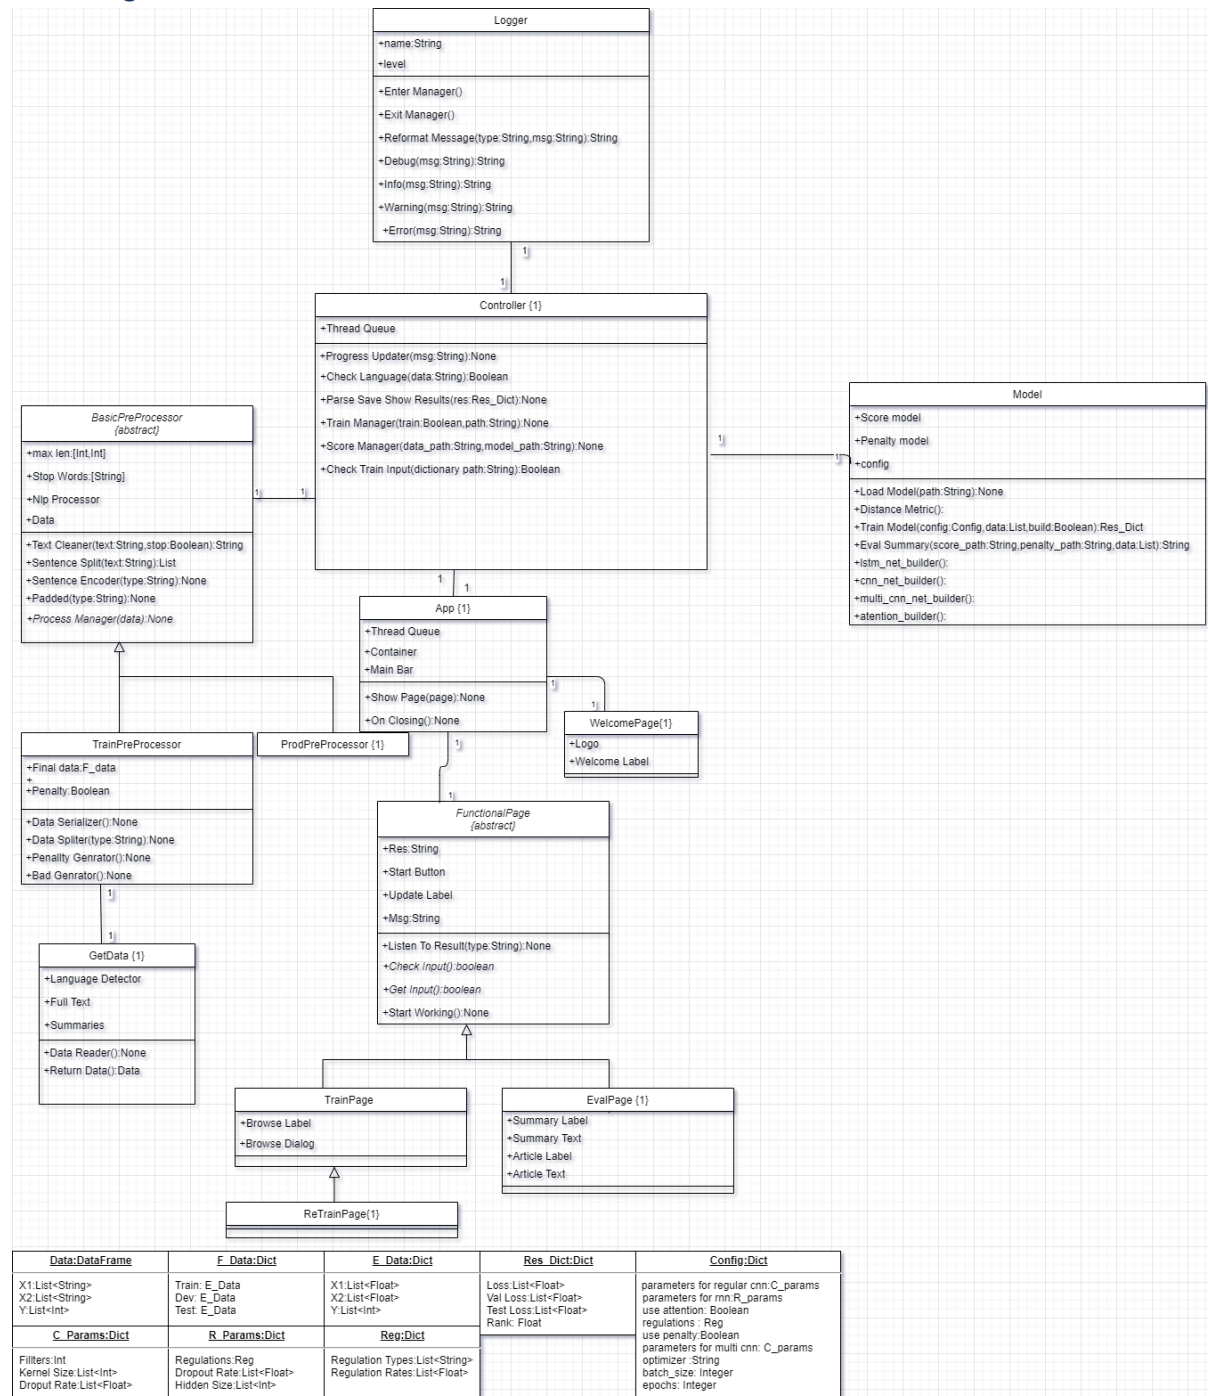 Logger
+name:String
+level
+Enter Manager()
+Exit Manager()
+Reformat Message(type:String,msg:String):String
+Debug(msg:String):String
+Info(msg:String):String
+Warning(msg:String):String
+Error(msg:String):String
1
1
Controller {1}
+Thread Queue
+Progress Updater(msg:String):None
+Check Language(data:String):Boolean
+Parse Save Show Results(res:Res_Dict):None
+Train Manager(train:Boolean,path:String):None
+Score Manager(data_path:String,model_path:String):None
+Check Train Input(dictionary path:String):Boolean
1
1
Model
+Score model
+Penalty model
+config
+Load Model(path:String):None
+Distance Metric():
+Train Model(config:Config,data:List,build:Boolean):Res_Dict
+Eval Summary(score_path:String,penalty_path:String,data:List):String
+lstm_net_builder():
+cnn_net_builder():
+multi_cnn_net_builder():
+atention_builder():
BasicPreProcessor
{abstract}
+max len:[Int,Int]
+Stop Words:[String]
+Nlp Processor
+Data
+Text Cleaner(text:String,stop:Boolean):String
+Sentence Split(text:String):List
+Sentence Encoder(type:String):None
+Padded(type:String):None
+Process Manager(data):None
1
1
1
1
App {1}
+Thread Queue
+Container
+Main Bar
+Show Page(page):None
+On Closing():None
1
1
WelcomePage{1}
+Logo
+Welcome Label
TrainPreProcessor
+Final data:F_data
+
+Penalty:Boolean
+Data Serializer():None
+Data Spliter(type:String):None
+Penallty Genrator():None
+Bad Genrator():None
ProdPreProcessor {1}
1
1
FunctionalPage
{abstract}
+Res:String
+Start Button
+Update Label
+Msg:String
+Listen To Result(type:String):None
+Check Input():boolean
+Get Input():boolean
+Start Working():None
1
1
GetData {1}
+Language Detector
+Full Text
+Summaries
+Data Reader():None
+Return Data():Data
TrainPage
+Browse Label
+Browse Dialog
EvalPage {1}
+Summary Label
+Summary Text
+Article Label
+Article Text
ReTrainPage{1}
Data:DataFrame
X1:List<String>
X2:List<String>
Y:List<Int>
F_Data:Dict
Train: E_Data
Dev: E_Data
Test: E_Data
E_Data:Dict
X1:List<Float>
X2:List<Float>
Y:List<Int>
Res_Dict:Dict
Loss:List<Float>
Val Loss:List<Float>
Test Loss:List<Float>
Rank: Float
Config:Dict
parameters for regular cnn:C_params
parameters for rnn:R_params
use attention: Boolean
regulations : Reg
use penalty:Boolean
parameters for multi cnn: C_params
optimizer :String
batch_size: Integer
epochs: Integer
C_Params:Dict
Fillters:Int
Kernel Size:List<Int>
Droput Rate:List<Float>
R_Params:Dict
Regulations:Reg
Dropout Rate:List<Float>
Hidden Size:List<Int>
Reg:Dict
Regulation Types:List<String>
Regulation Rates:List<Float>